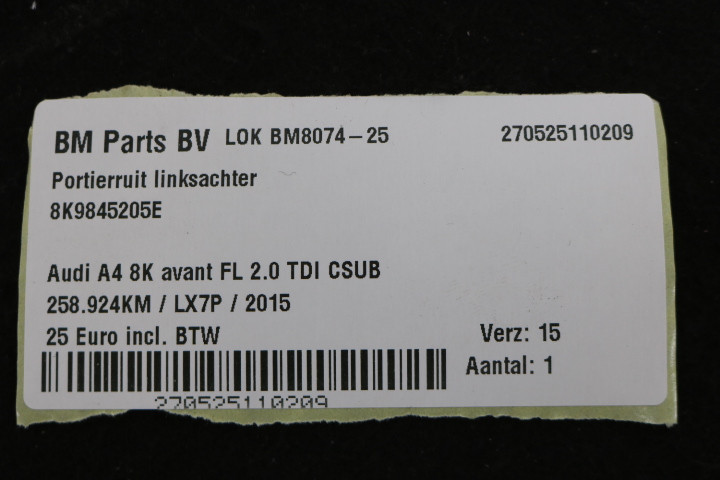 BM Parts BV LOK BM8074-25 270525110209
Portierruit linksachter
8K9845205E
Audi A4 8K avant FL 2.0 TDI CSUB
258.924KM / LX7P / 2015
25 Euro incl. BTW Verz: 15
Aantal: 1
270525110209